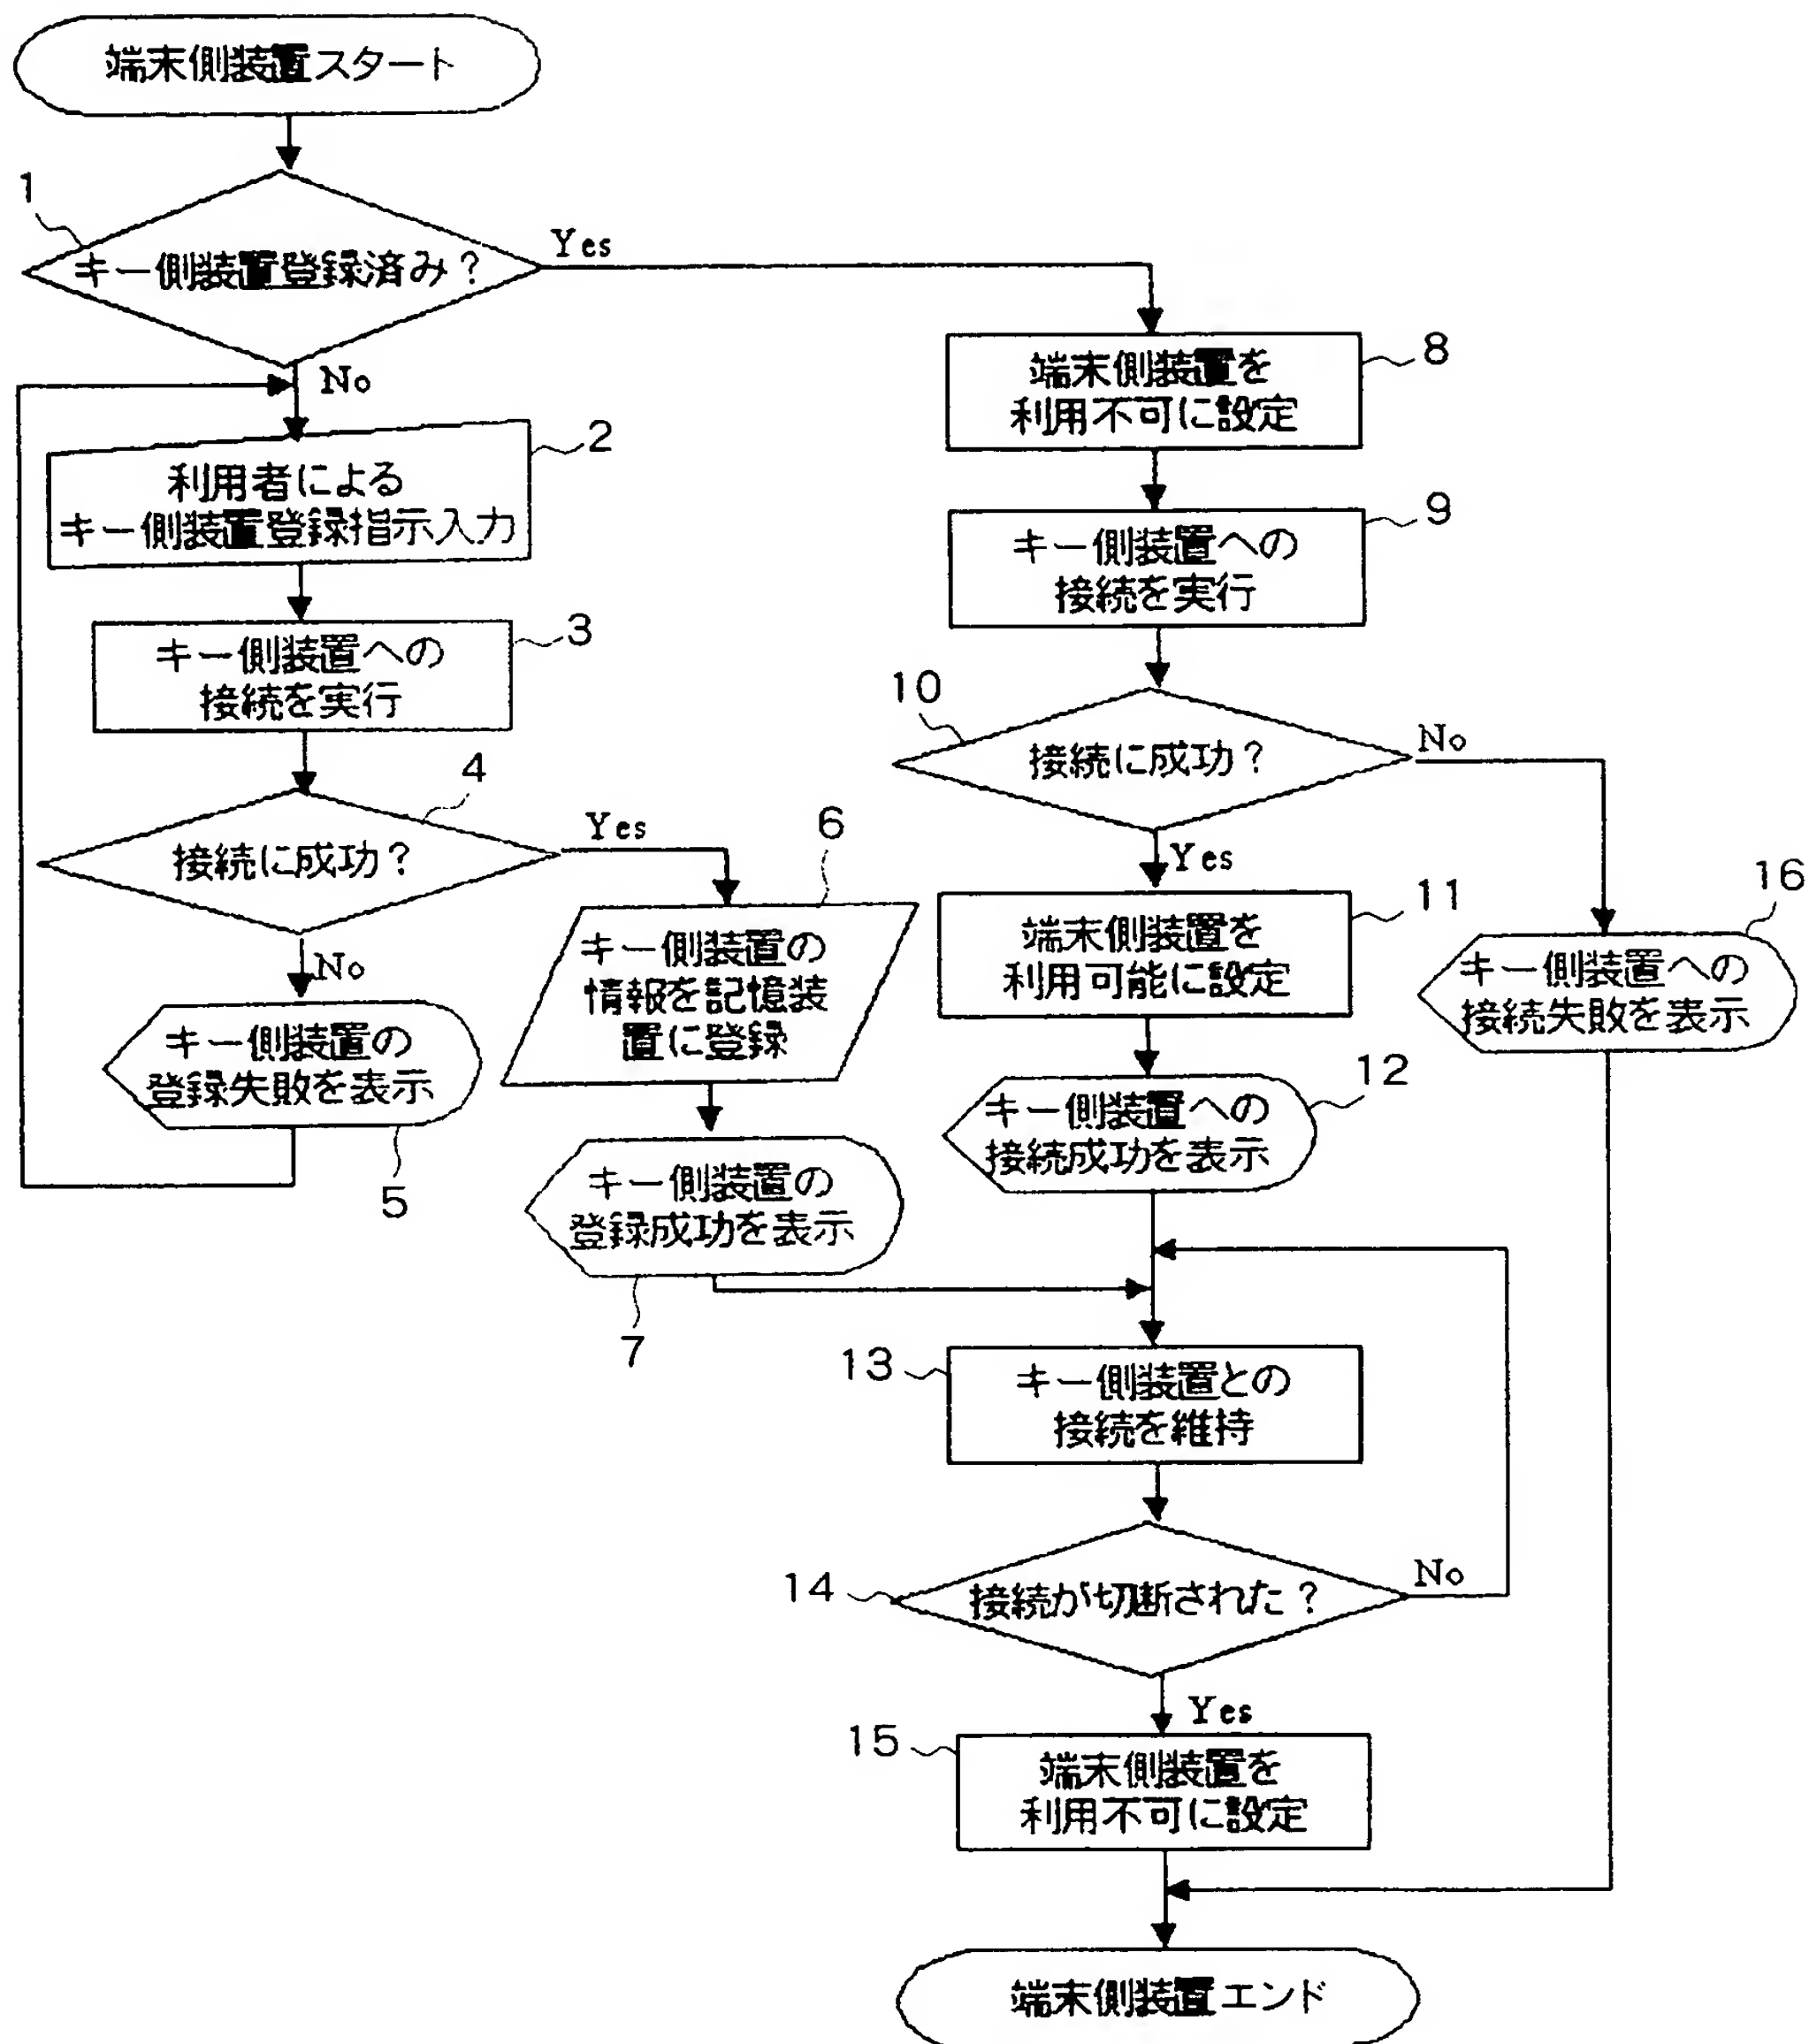 端末側装置スタート
1
キー側装置登録済み？
Yes
No
2
利用者による
キー側装置登録指示入力
3
キー側装置への
接続を実行
4
接続に成功？
Yes
No
キー側装置の
登録失敗を表示
5
6
キー側装置の
情報を記憶装
置に登録
キー側装置の
登録成功を表示
7
8
端末側装置を
利用不可に設定
9
キー側装置への
接続を実行
10
接続に成功？
No
Yes
11
端末側装置を
利用可能に設定
12
キー側装置への
接続成功を表示
13
キー側装置との
接続を維持
14
接続が切断された？
No
Yes
15
端末側装置を
利用不可に設定
16
キー側装置への
接続失敗を表示
端末側装置エンド